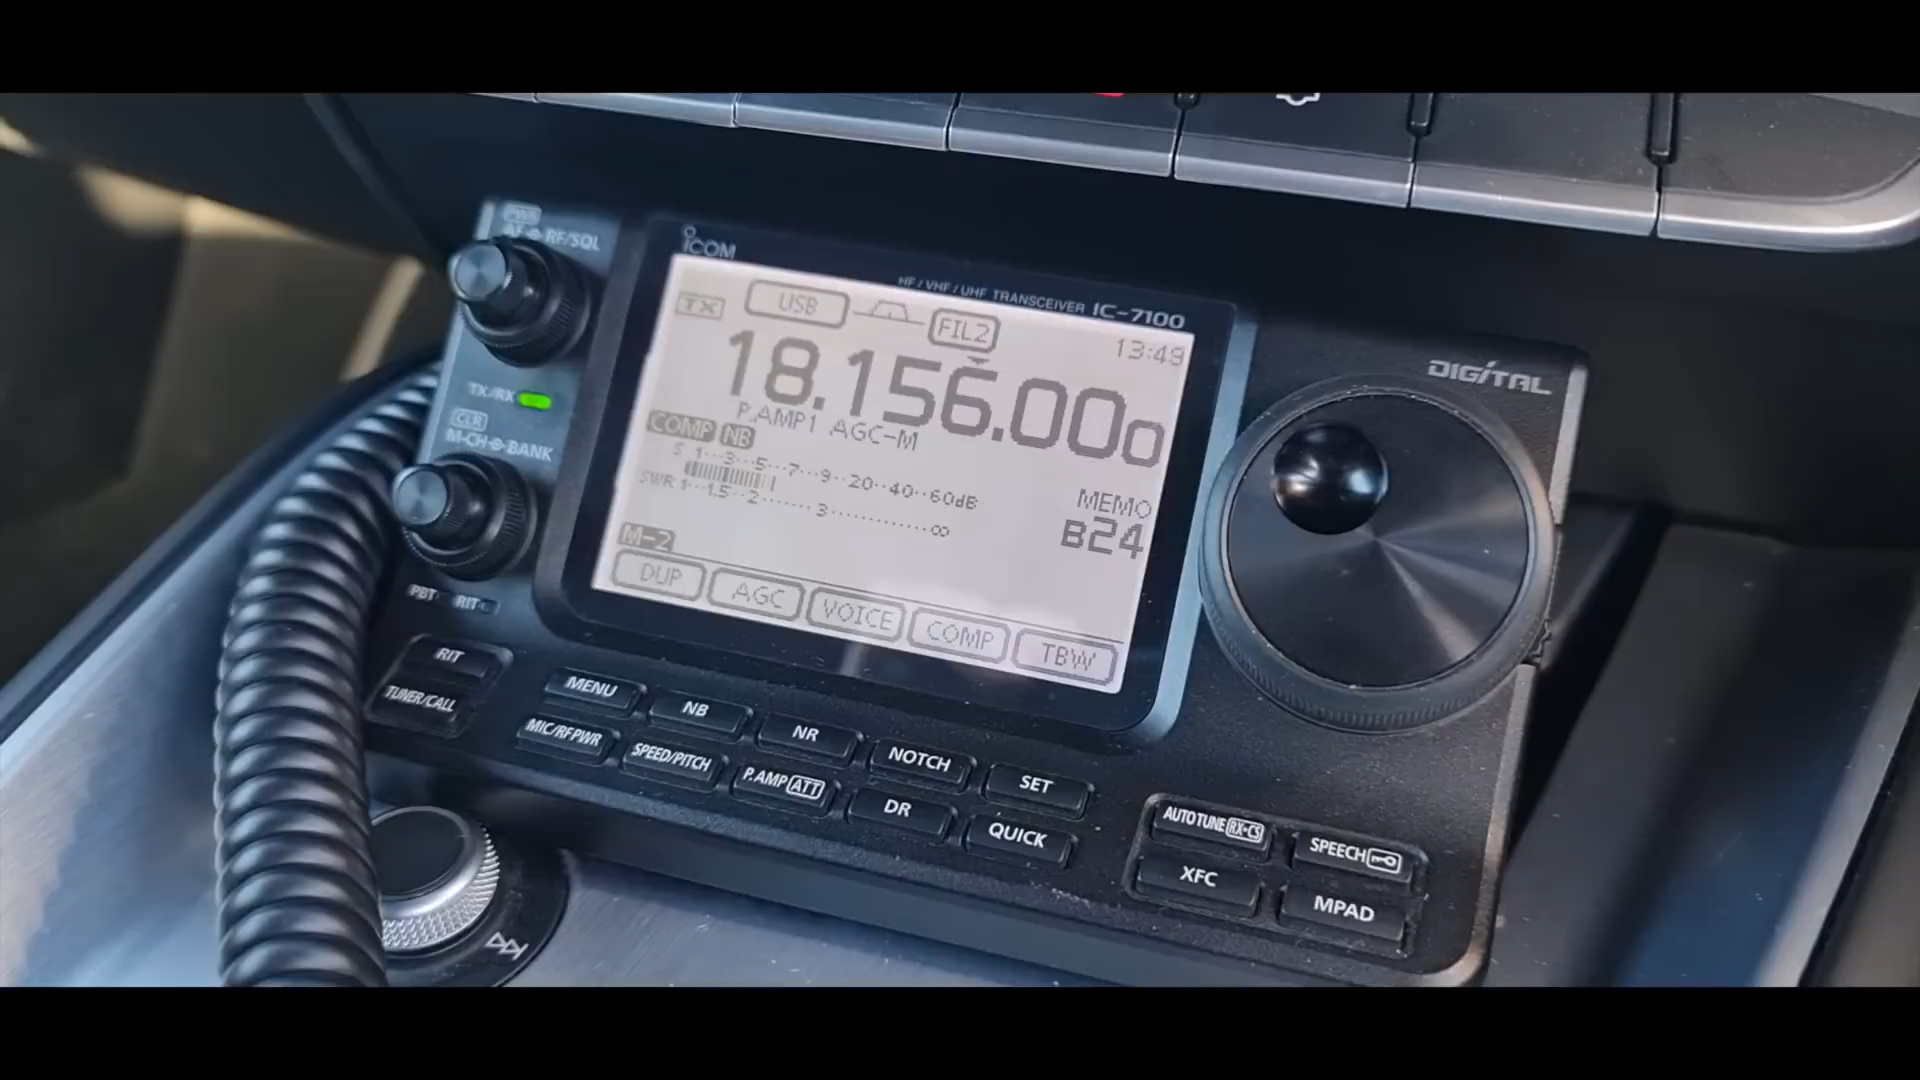 PWR
AF RF/SQL
ICOM
HF/VHF/UHF TRANSCEIVER IC-7100
TX USB FIL2 13:49
DIGITAL
18.156.000
TX/RX
P.AMP1 AGC-M
COMP NB
CLR
M-CH BANK
S 1···3···5···7···9··20··40··60dB
SWR 1···1.5···2·······3············∞
MEMO
B24
M-2
DUP AGC VOICE COMP TBW
PBT RIT
RIT
TUNER/CALL
MENU NB NR NOTCH SET
MIC/RF PWR SPEED/PITCH P.AMP ATT DR QUICK
AUTO TUNE RX▸CS SPEECH
XFC MPAD